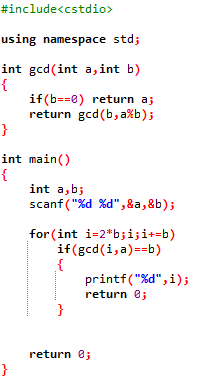 #include<cstdio>
using namespace std;
int gcd(int a,int b)
{
if(b==0) return a;
return gcd(b,a%b);
}
int main()
{
int a,b;
scanf("%d %d",&a,&b);
for(int i=2*b;i;i+=b)
if(gcd(i,a)==b)
{
printf("%d",i);
return 0;
}
return 0;
}